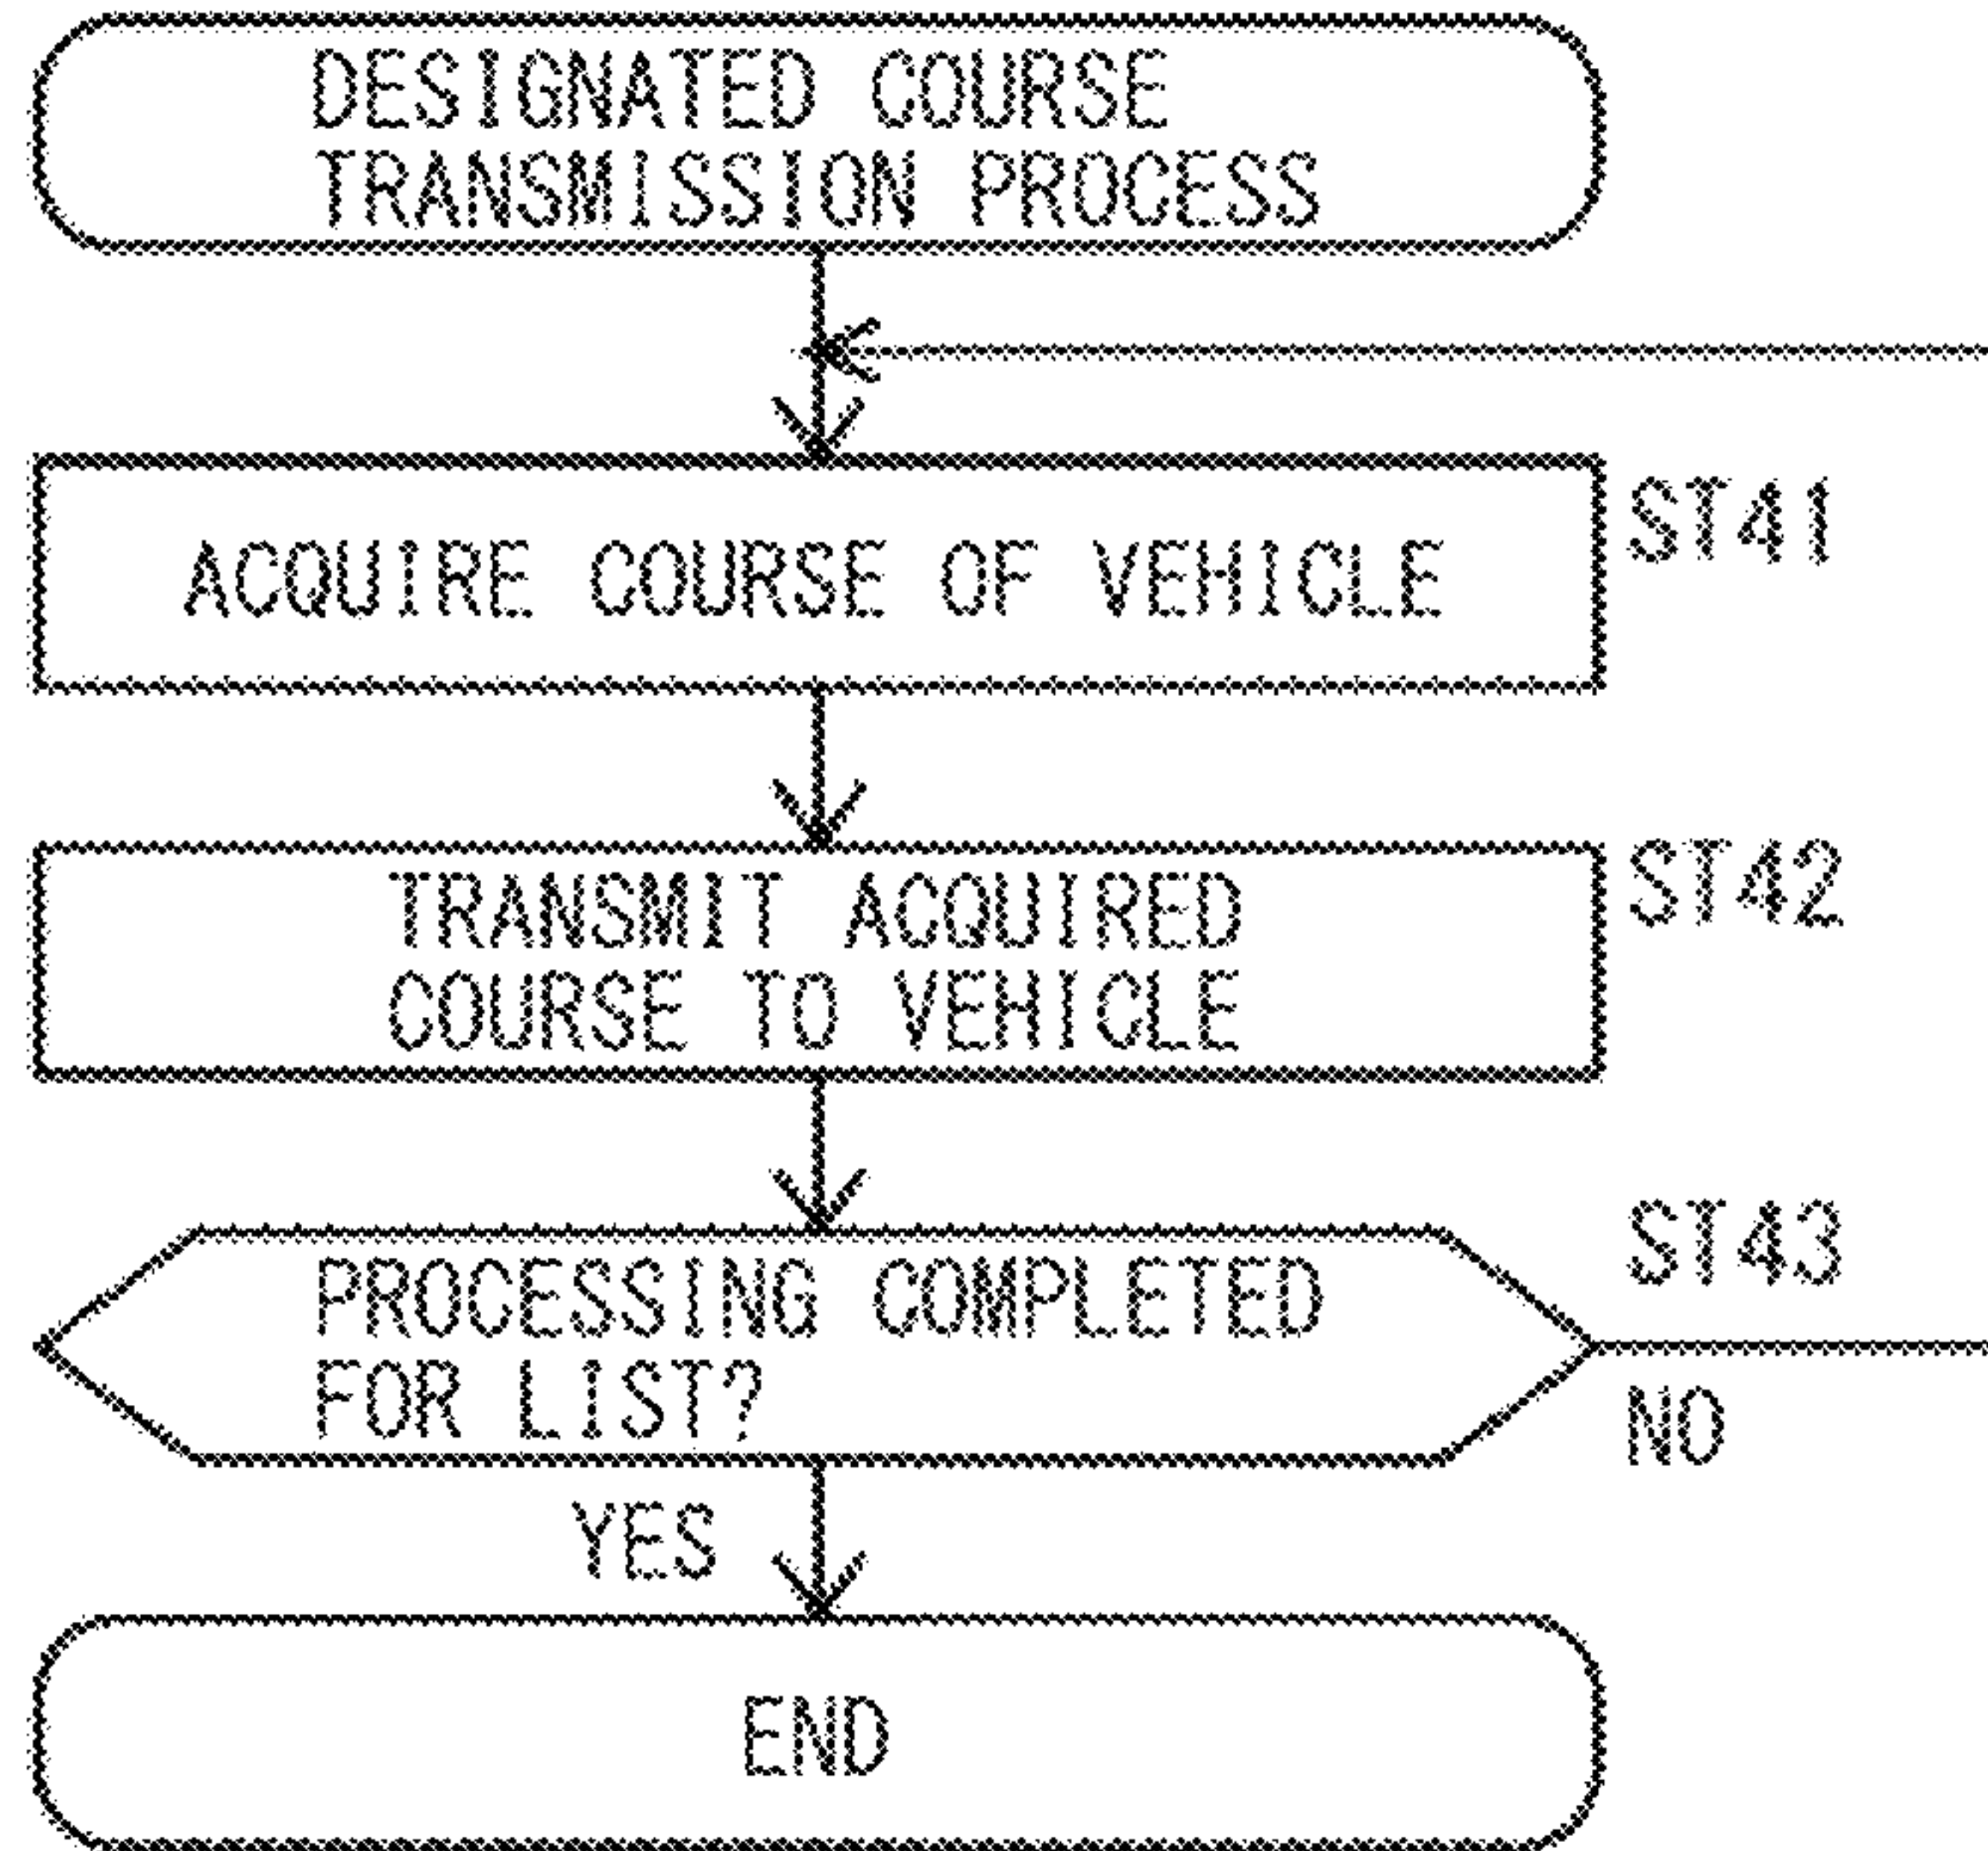 DESIGNATED COURSE
TRANSMISSION PROCESS
ACQUIRE COURSE OF VEHICLE
ST41
TRANSMIT ACQUIRED
COURSE TO VEHICLE
ST42
PROCESSING COMPLETED
FOR LIST?
ST43
NO
YES
END